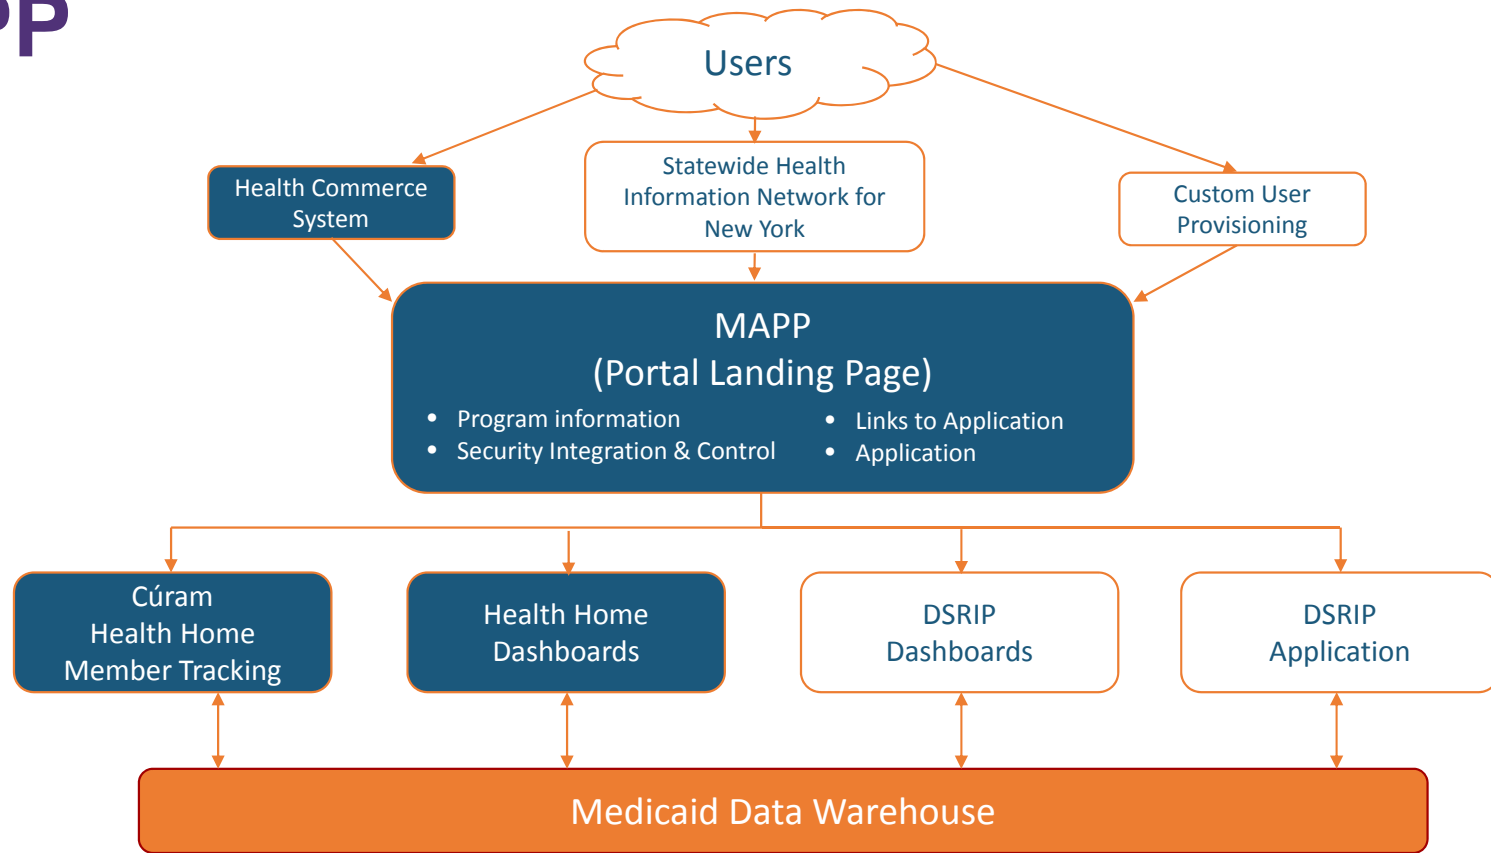 PP
Users
Health Commerce
System
Statewide Health
Information Network for
New York
Custom User
Provisioning
MAPP
(Portal Landing Page)
• Program information
• Security Integration & Control
• Links to Application
• Application
Cúram
Health Home
Member Tracking
Health Home
Dashboards
DSRIP
Dashboards
DSRIP
Application
Medicaid Data Warehouse